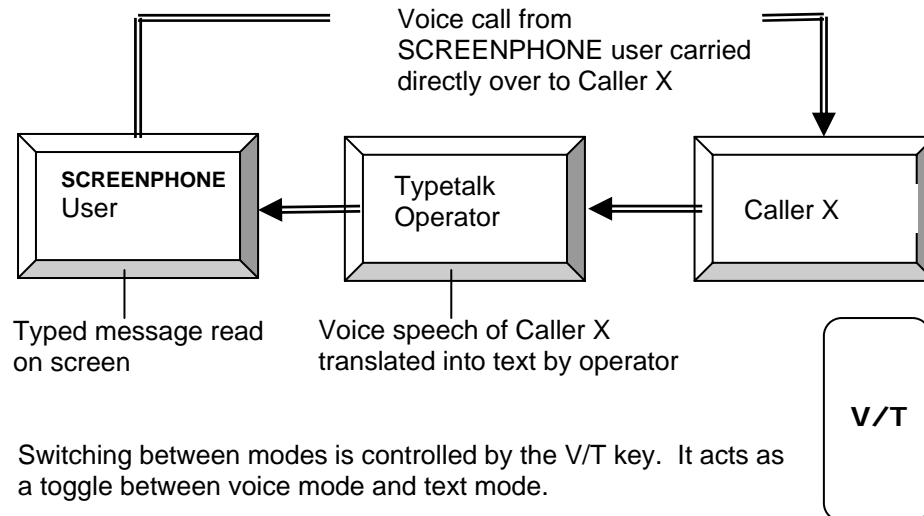 Voice call from
SCREENPHONE user carried
directly over to Caller X
SCREENPHONE
User
Typetalk
Operator
Caller X
Typed message read
on screen
Voice speech of Caller X
translated into text by operator
V/T
Switching between modes is controlled by the V/T key.  It acts as
a toggle between voice mode and text mode.